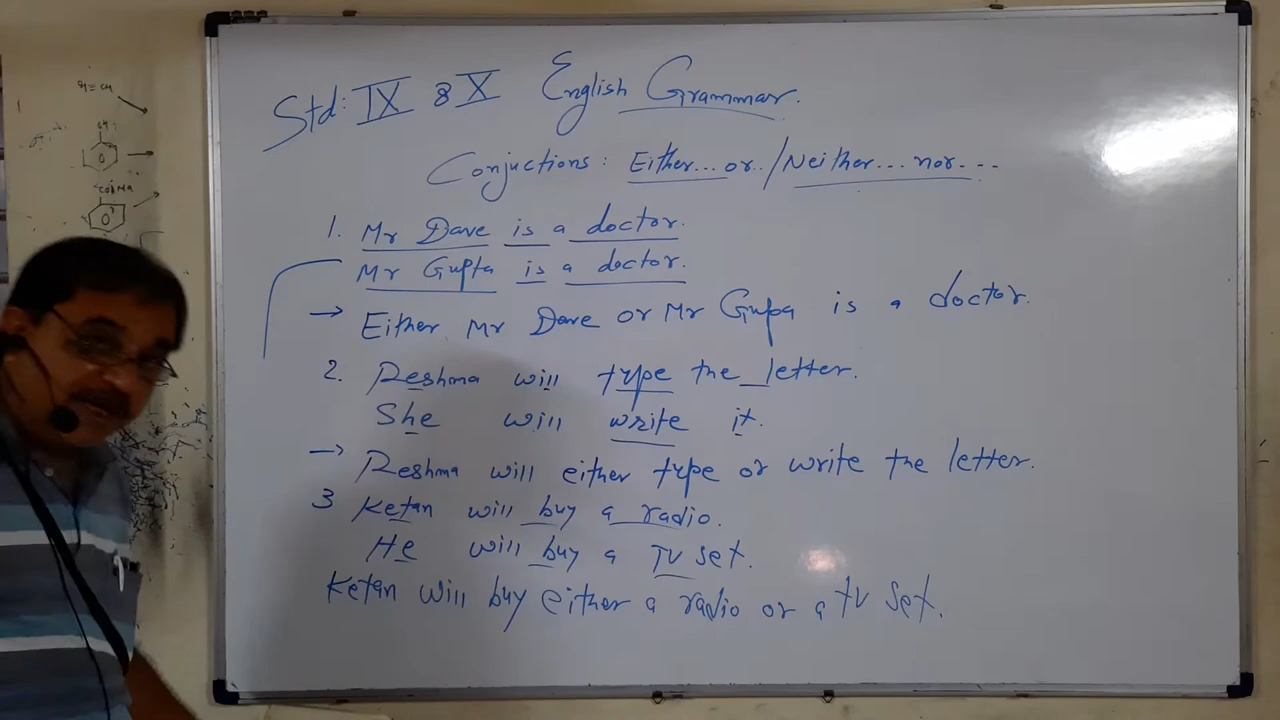 Std: IX & X English Grammar.
Conjuctions: Either...or../Neither...nor....
1. Mr Dave is a doctor.
Mr Gupta is a doctor.
→ Either Mr Dave or Mr Gupa is a doctor.
2. Reshma will type the letter.
She will write it.
→ Reshma will either type or write the letter.
3 Ketan will buy a radio.
He will buy a TV set.
Ketan will buy either a radio or a tv set.